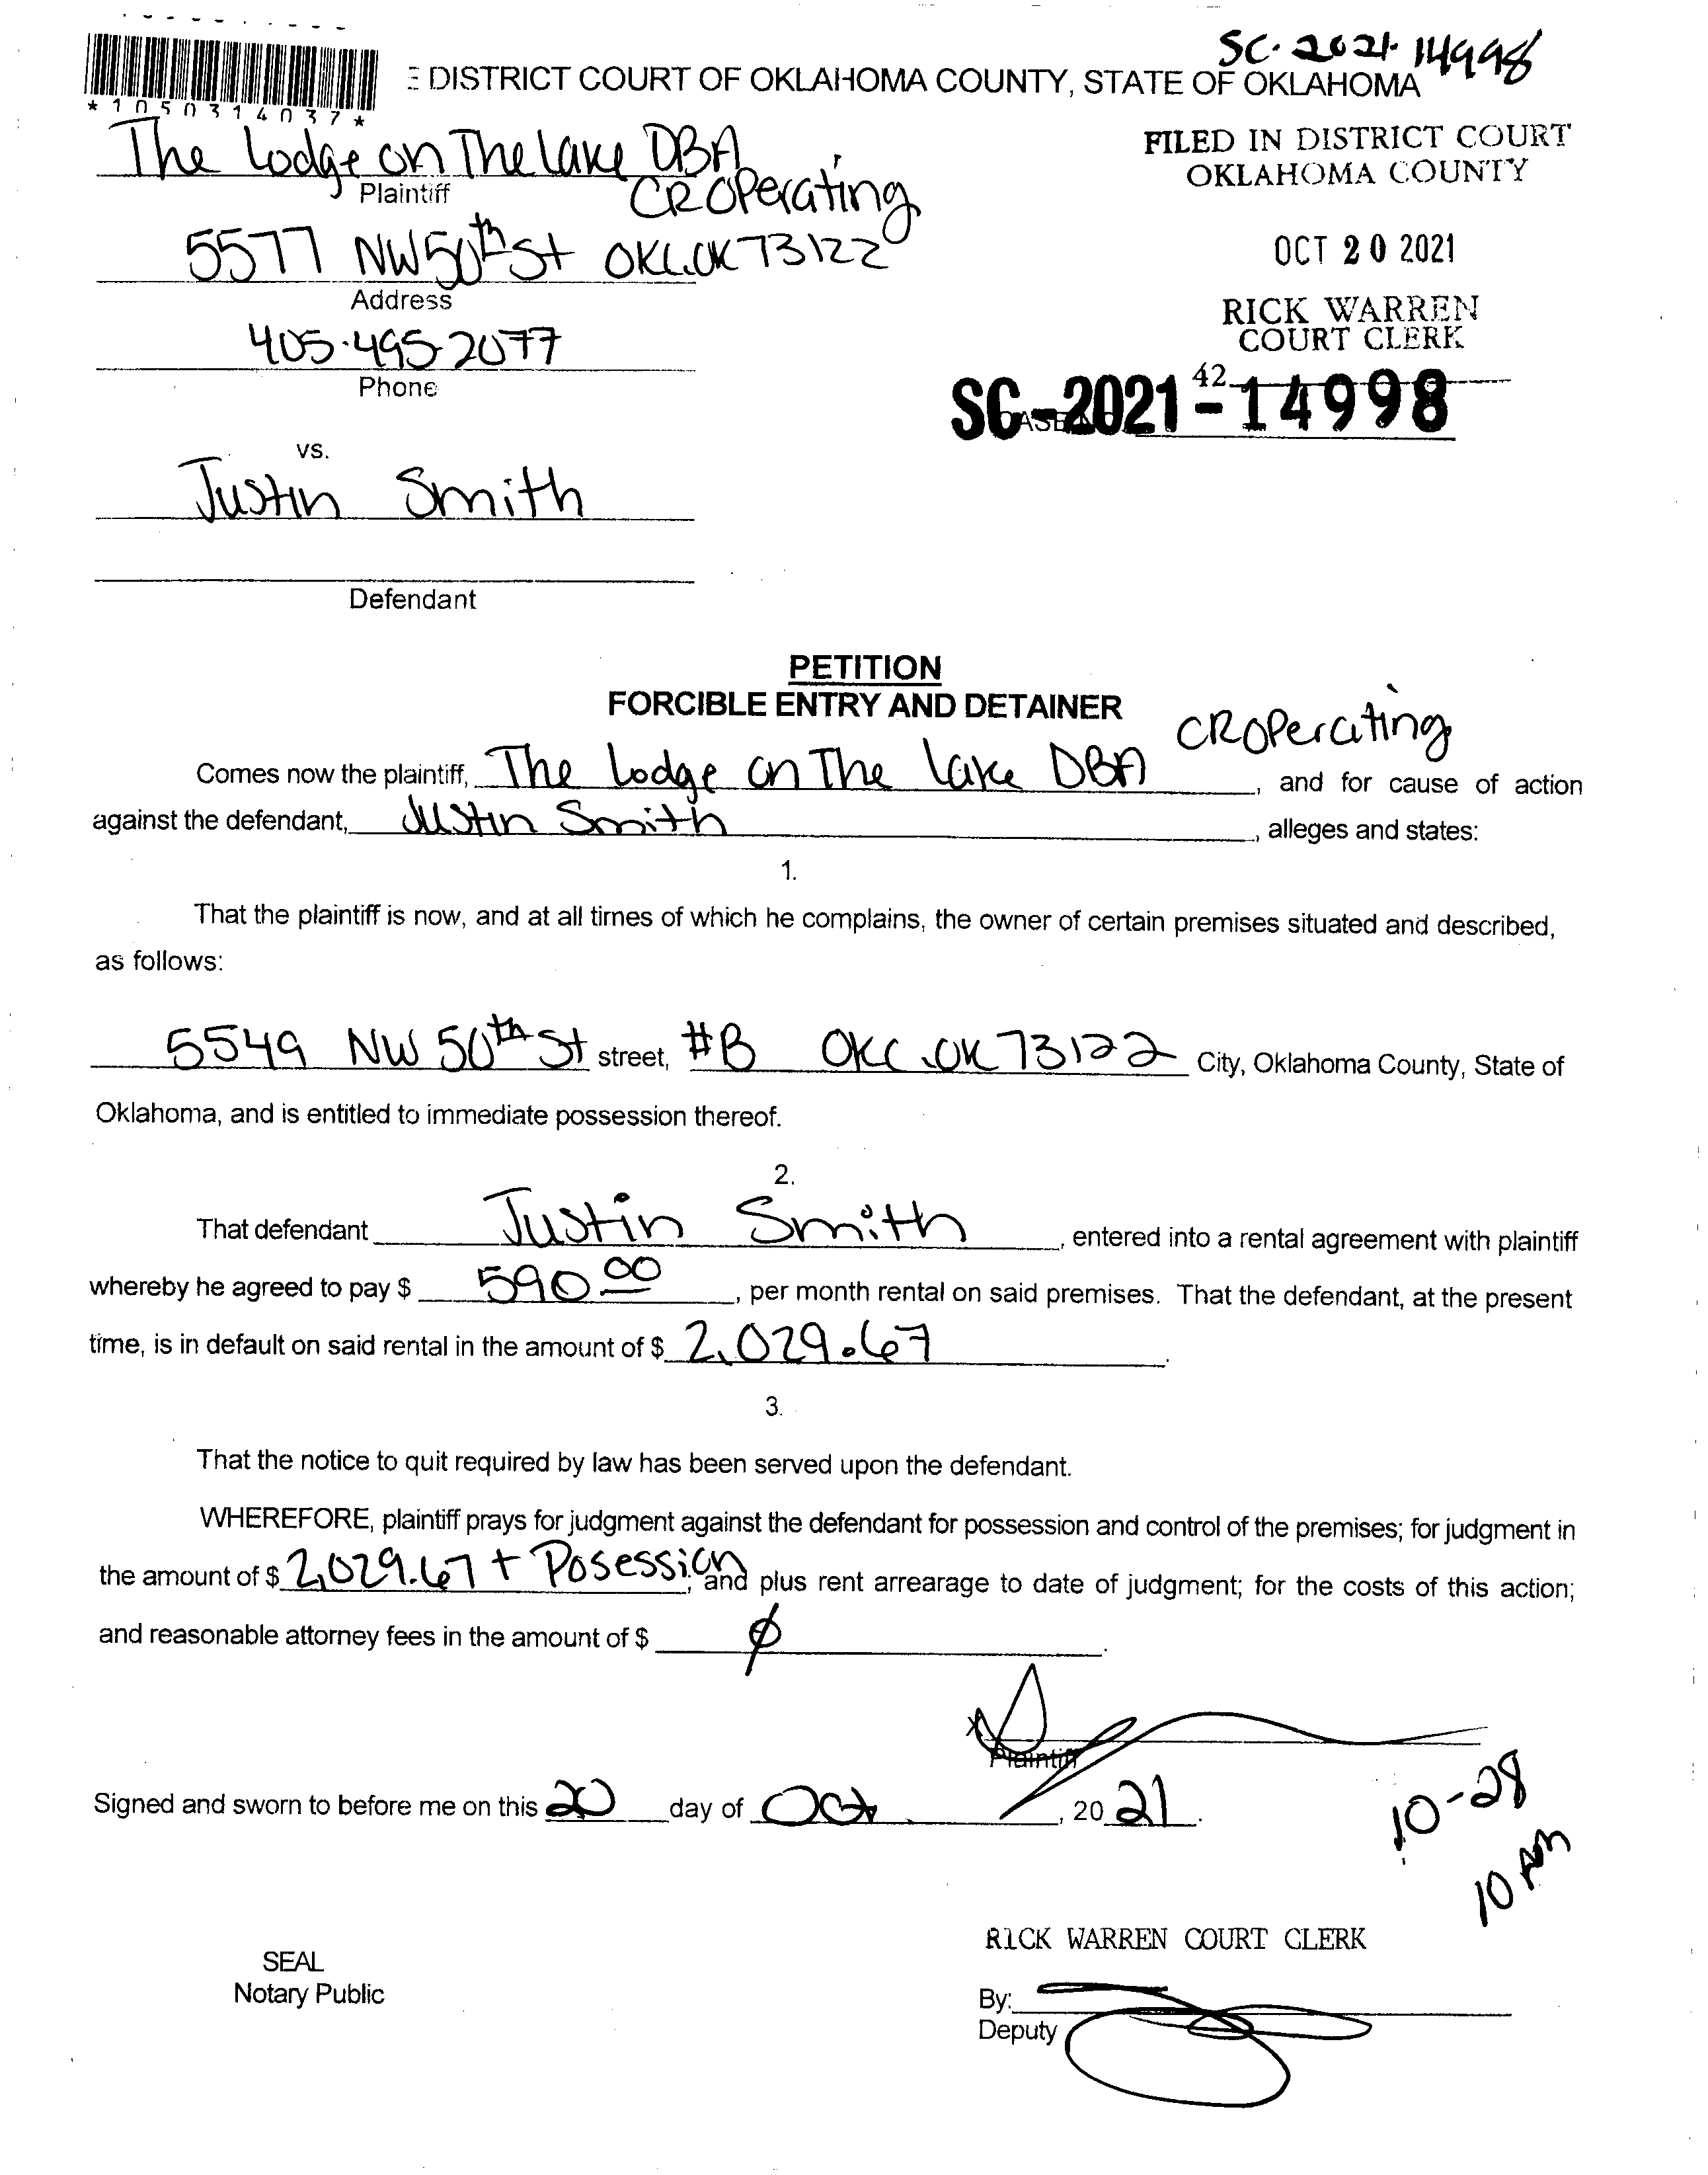 SC-2021-14998
E DISTRICT COURT OF OKLAHOMA COUNTY, STATE OF OKLAHOMA
*1050314037*
The Lodge on The Lake DBA
CROperating
Plaintiff
FILED IN DISTRICT COURT
OKLAHOMA COUNTY
5577 NW 50th St OKC.OK 73122
Address
OCT 20 2021
405-495-2077
Phone
RICK WARREN
COURT CLERK
42
SC-2021-14998
vs.
Justin Smith
Defendant
PETITION
FORCIBLE ENTRY AND DETAINER
CROperating
Comes now the plaintiff, The Lodge on The Lake DBA, and for cause of action
against the defendant, Justin Smith, alleges and states:
1.
That the plaintiff is now, and at all times of which he complains, the owner of certain premises situated and described,
as follows:
5549 NW 50th St street, #B OKC.OK 73122 City, Oklahoma County, State of
Oklahoma, and is entitled to immediate possession thereof.
2.
That defendant Justin Smith, entered into a rental agreement with plaintiff
whereby he agreed to pay $ 590.00, per month rental on said premises. That the defendant, at the present
time, is in default on said rental in the amount of $ 2,029.67.
3.
That the notice to quit required by law has been served upon the defendant.
WHEREFORE, plaintiff prays for judgment against the defendant for possession and control of the premises; for judgment in
the amount of $ 2,029.67 + Posession, and plus rent arrearage to date of judgment; for the costs of this action;
and reasonable attorney fees in the amount of $ ϕ.
X
Plaintiff
Signed and sworn to before me on this 20 day of Oct, 2021.
10-28
10 AM
RICK WARREN COURT CLERK
SEAL
Notary Public
By:
Deputy